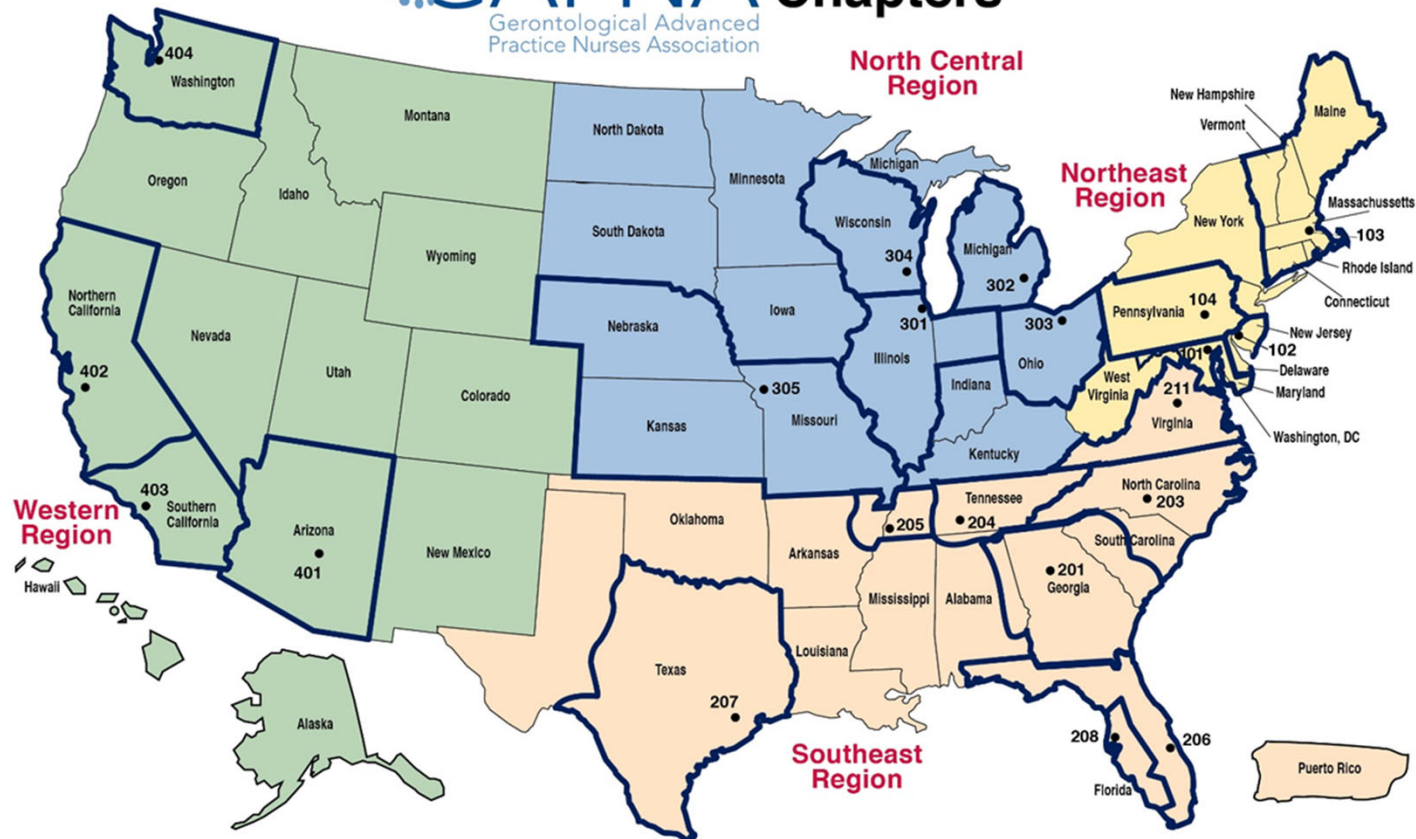 Chapters
Gerontological Advanced
Practice Nurses Association
North Central
Region
Northeast
Region
Western
Region
Southeast
Region
404
Washington
Montana
Oregon
Idaho
Wyoming
Northern
California
402
Nevada
Utah
Colorado
403
Southern
California
Arizona
401
New Mexico
Hawaii
Alaska
North Dakota
Minnesota
South Dakota
Michigan
Wisconsin
304
Michigan
302
Nebraska
Iowa
301
Illinois
303
Ohio
Indiana
Kansas
305
Missouri
Kentucky
New Hampshire
Vermont
Maine
Massachussetts
New York
103
Rhode Island
Connecticut
Pennsylvania
104
New Jersey
102
101
Delaware
Maryland
West
Virginia
Washington, DC
211
Virginia
Oklahoma
Arkansas
Tennessee
205
204
North Carolina
203
South Carolina
201
Georgia
Mississippi
Alabama
Louisiana
Texas
207
208
206
Florida
Puerto Rico